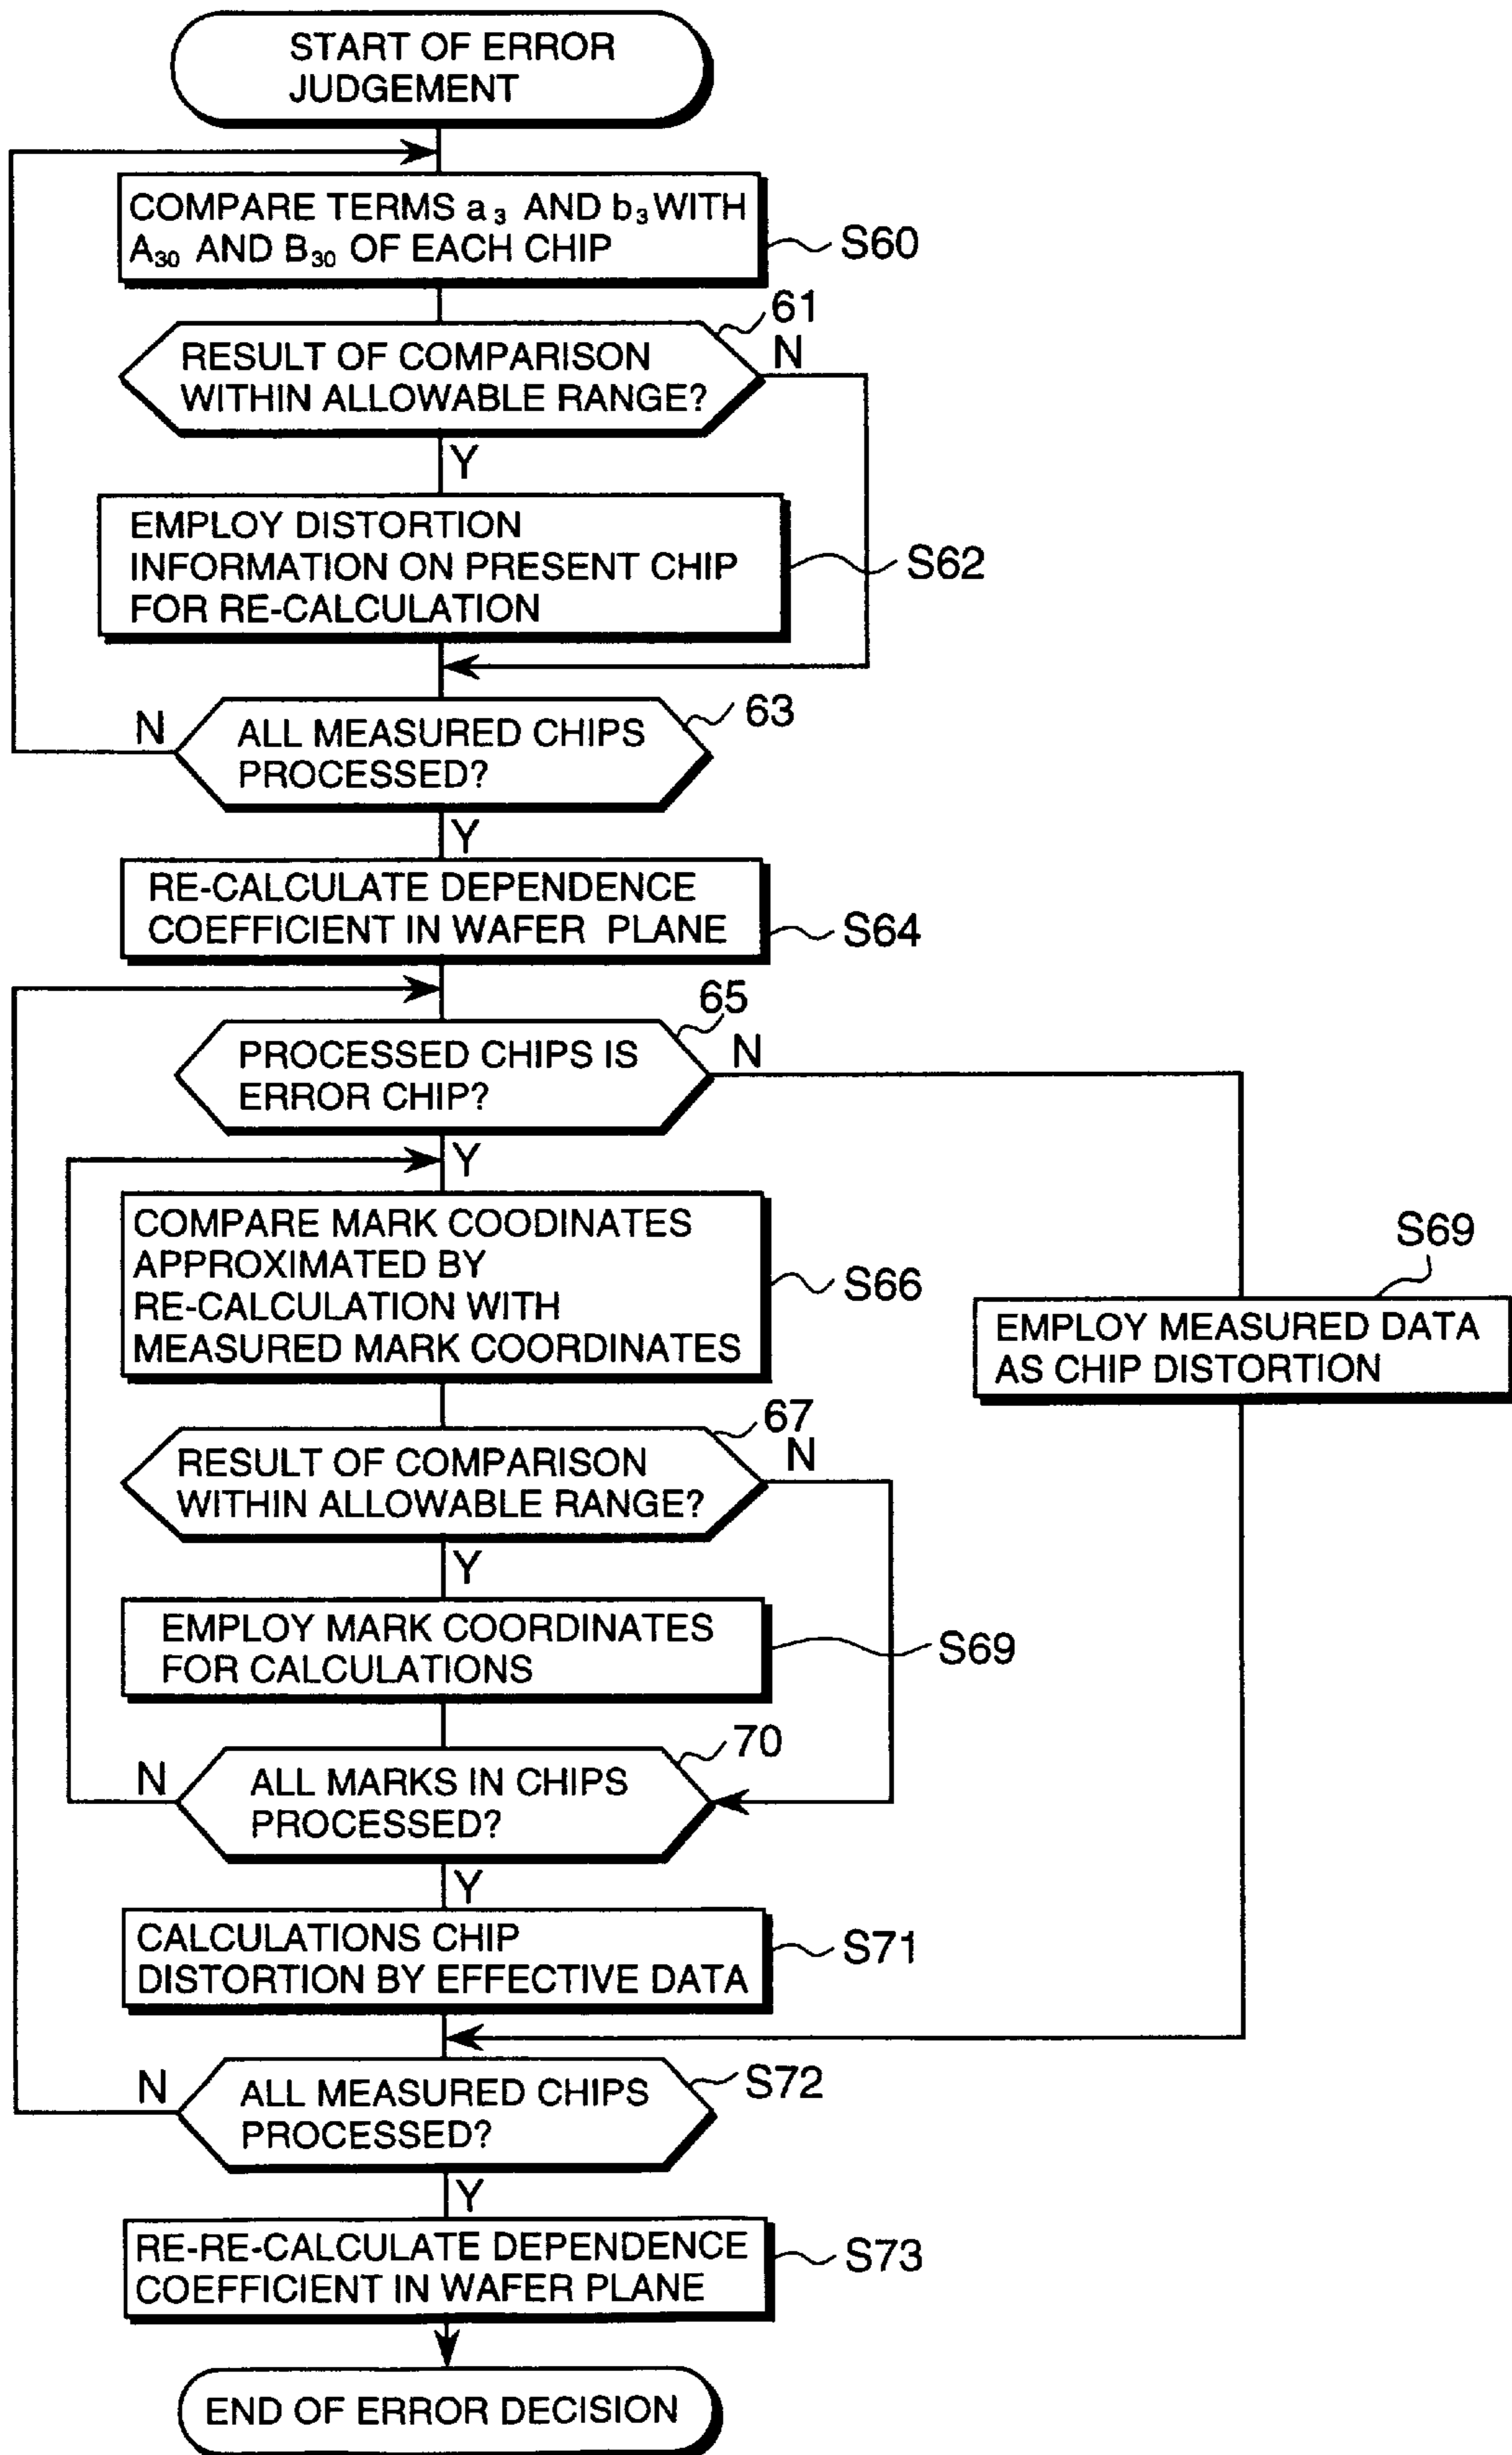 START OF ERROR
JUDGEMENT
COMPARE TERMS a₃ AND b₃ WITH
A₃₀ AND B₃₀ OF EACH CHIP
S60
61
RESULT OF COMPARISON
WITHIN ALLOWABLE RANGE?
N
Y
EMPLOY DISTORTION
INFORMATION ON PRESENT CHIP
FOR RE-CALCULATION
S62
63
N
ALL MEASURED CHIPS
PROCESSED?
Y
RE-CALCULATE DEPENDENCE
COEFFICIENT IN WAFER PLANE
S64
65
PROCESSED CHIPS IS
ERROR CHIP?
N
Y
COMPARE MARK COODINATES
APPROXIMATED BY
RE-CALCULATION WITH
MEASURED MARK COORDINATES
S66
S69
EMPLOY MEASURED DATA
AS CHIP DISTORTION
67
RESULT OF COMPARISON
WITHIN ALLOWABLE RANGE?
N
Y
EMPLOY MARK COORDINATES
FOR CALCULATIONS
S69
70
N
ALL MARKS IN CHIPS
PROCESSED?
Y
CALCULATIONS CHIP
DISTORTION BY EFFECTIVE DATA
S71
N
ALL MEASURED CHIPS
PROCESSED?
S72
Y
RE-RE-CALCULATE DEPENDENCE
COEFFICIENT IN WAFER PLANE
S73
END OF ERROR DECISION